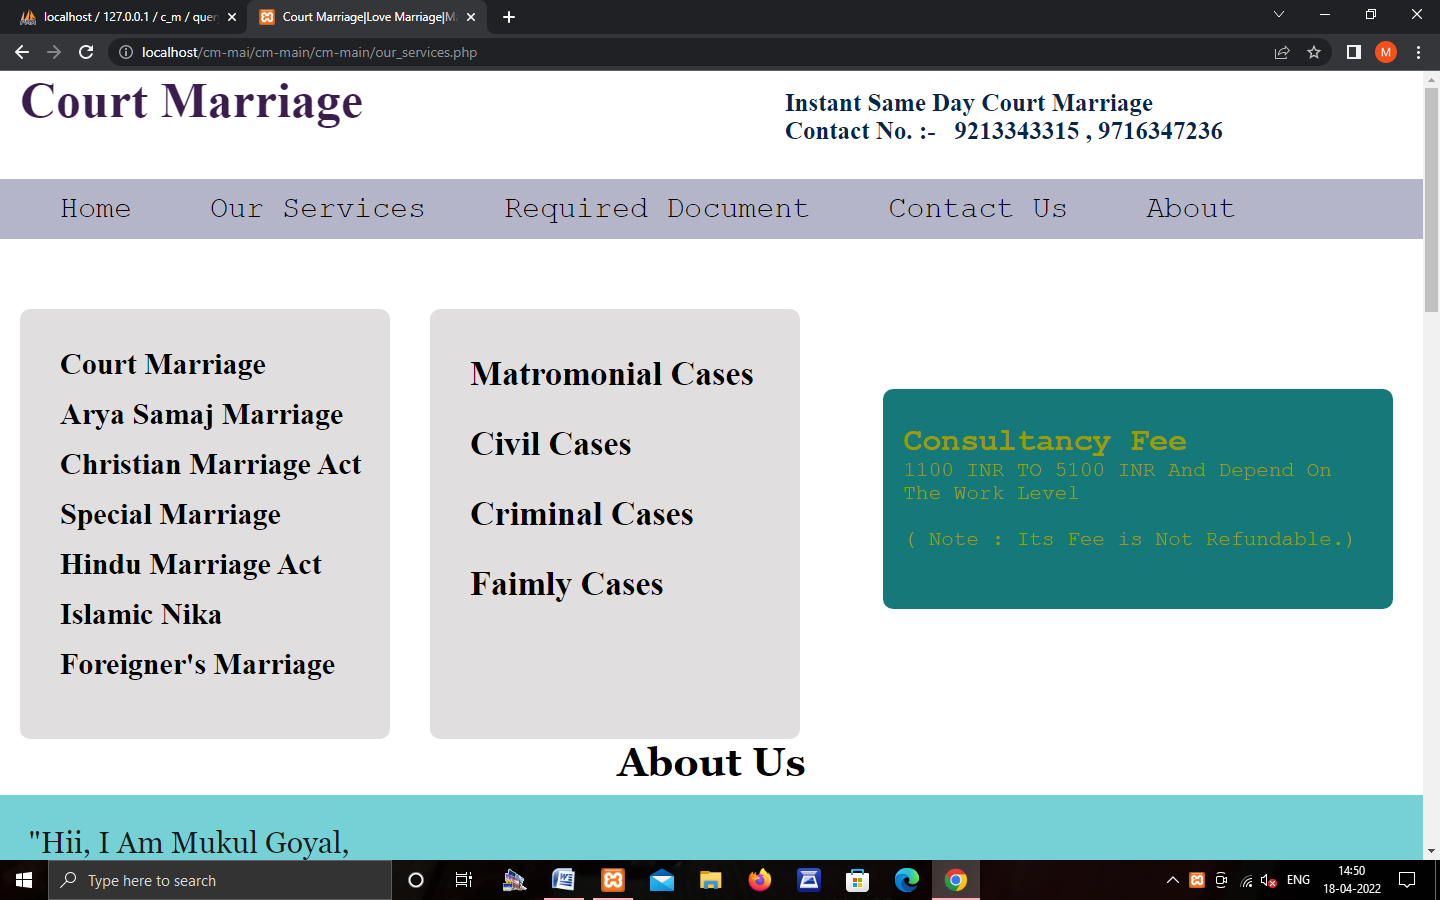 localhost / 127.0.0.1 / c_m / quer
Court Marriage|Love Marriage|Ma
localhost/cm-mai/cm-main/cm-main/our_services.php
M
Court Marriage
Instant Same Day Court Marriage
Contact No. :-   9213343315 , 9716347236
Home
Our Services
Required Document
Contact Us
About
Court Marriage
Arya Samaj Marriage
Christian Marriage Act
Special Marriage
Hindu Marriage Act
Islamic Nika
Foreigner's Marriage
Matromonial Cases
Civil Cases
Criminal Cases
Faimly Cases
Consultancy Fee
1100 INR TO 5100 INR And Depend On
The Work Level
( Note : Its Fee is Not Refundable.)
About Us
"Hii, I Am Mukul Goyal,
Type here to search
ENG
14:50
18-04-2022